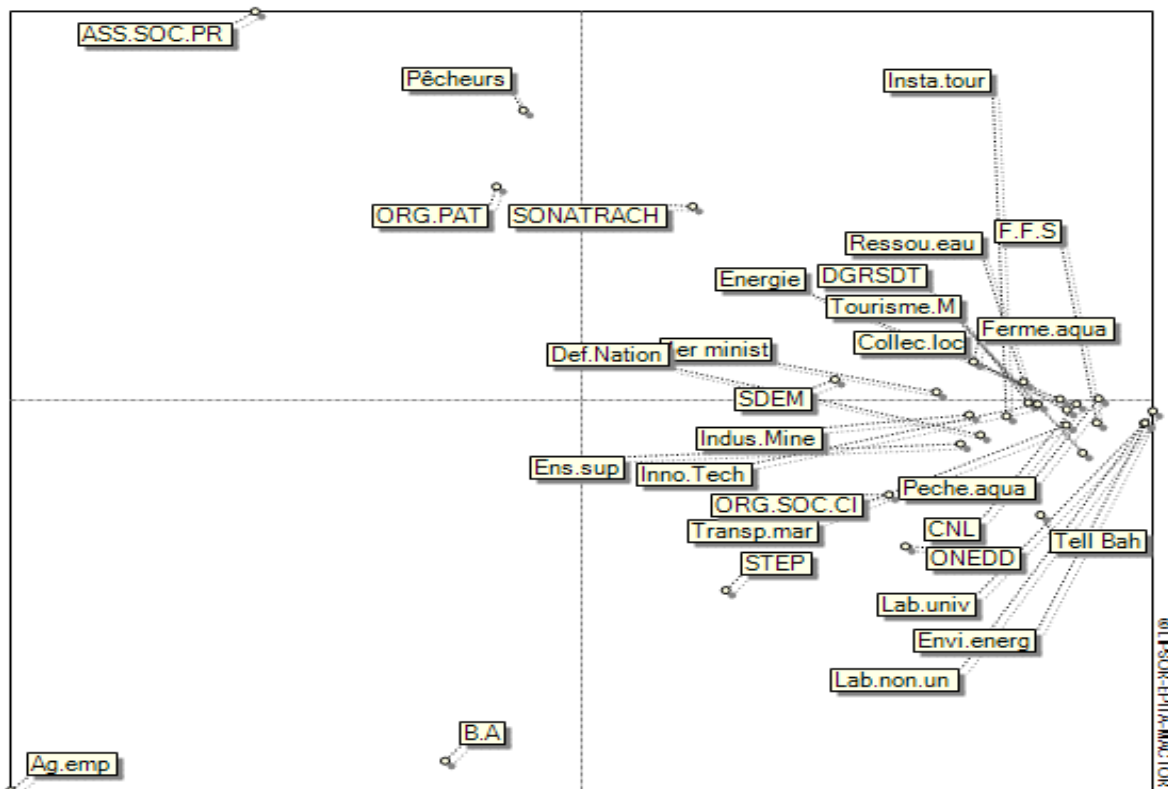 ASS.SOC.PR
Pêcheurs
Insta.tour
ORG.PAT
SONATRACH
F.F.S
Ressou.eau
DGRSDT
Energie
Tourisme.M
Ferme.aqua
Collec.loc
Def.Nation
er minist
SDEM
Indus.Mine
Ens.sup
Inno.Tech
Peche.aqua
ORG.SOC.CI
Transp.mar
CNL
Tell Bah
ONEDD
STEP
Lab.univ
Envi.energ
Lab.non.un
B.A
Ag.emp